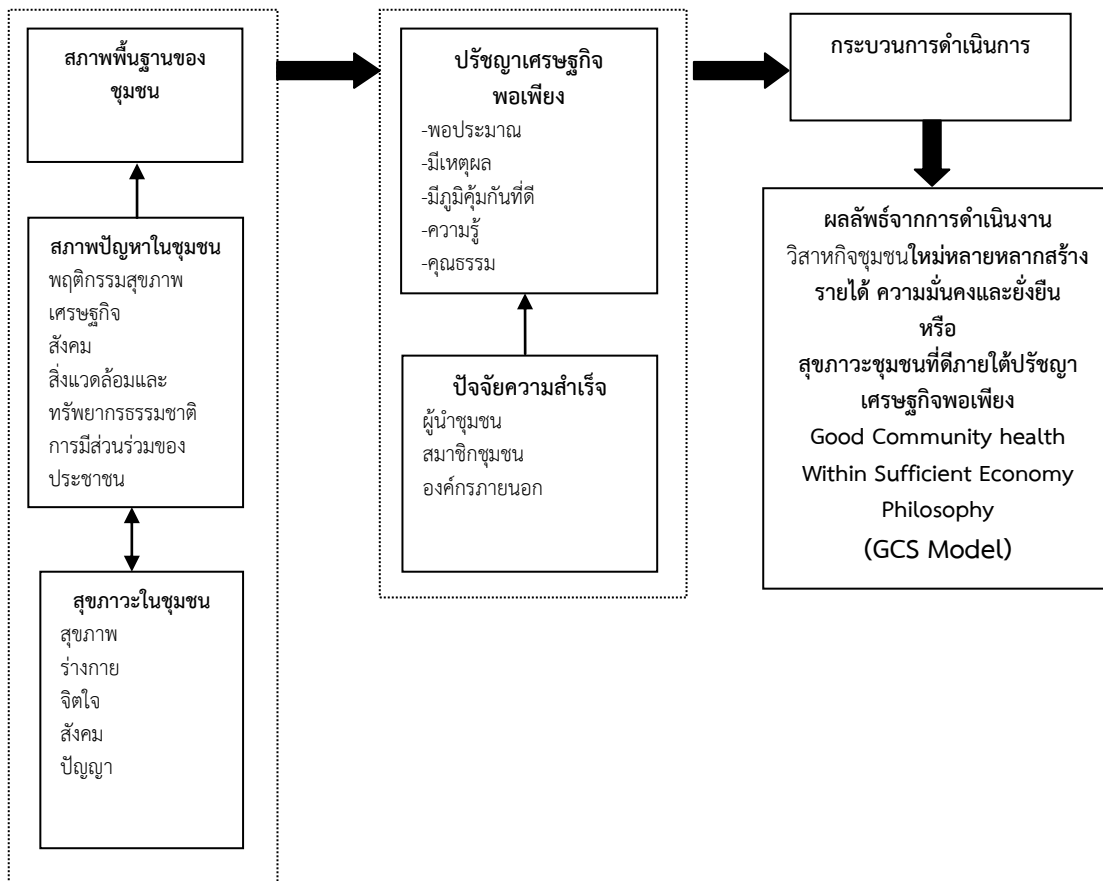 สภาพพื้นฐานของ
ชุมชน
สภาพปัญหาในชุมชน
พฤติกรรมสุขภาพ
เศรษฐกิจ
สังคม
สิ่งแวดล้อมและ
ทรัพยากรธรรมชาติ
การมีส่วนร่วมของ
ประชาชน
สุขภาวะในชุมชน
สุขภาพ
ร่างกาย
จิตใจ
สังคม
ปัญญา
ปรัชญาเศรษฐกิจ
พอเพียง
-พอประมาณ
-มีเหตุผล
-มีภูมิคุ้มกันที่ดี
-ความรู้
-คุณธรรม
ปัจจัยความสำเร็จ
ผู้นำชุมชน
สมาชิกชุมชน
องค์กรภายนอก
กระบวนการดำเนินการ
ผลลัพธ์จากการดำเนินงาน
วิสาหกิจชุมชนใหม่หลายหลากสร้าง
รายได้ ความมั่นคงและยั่งยืน
หรือ
สุขภาวะชุมชนที่ดีภายใต้ปรัชญา
เศรษฐกิจพอเพียง
Good Community health
Within Sufficient Economy
Philosophy
(GCS Model)